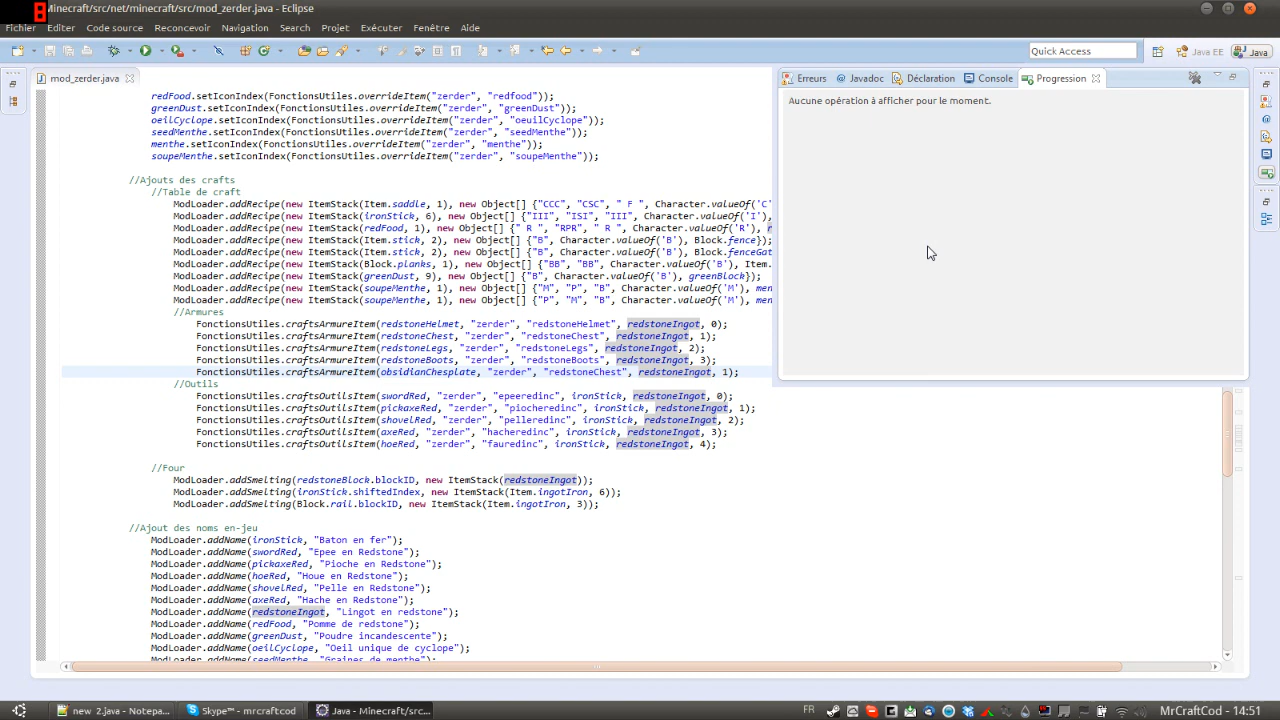 Minecraft/src/net/minecraft/src/mod_zerder.java - Eclipse
Fichier Editer Code source Remaniement Navigation Search Projet Exécuter Fenêtre Aide
Quick Access Java EE Java
mod_zerder.java
Erreurs Javadoc Déclaration Console Progression
Aucune opération à afficher pour le moment.
redFood.setIconIndex(FonctionsUtiles.overrideItem("zerder", "redfood"));
greenDust.setIconIndex(FonctionsUtiles.overrideItem("zerder", "greenDust"));
oeilCyclope.setIconIndex(FonctionsUtiles.overrideItem("zerder", "oeuilCyclope"));
seedMenthe.setIconIndex(FonctionsUtiles.overrideItem("zerder", "seedMenthe"));
menthe.setIconIndex(FonctionsUtiles.overrideItem("zerder", "menthe"));
soupeMenthe.setIconIndex(FonctionsUtiles.overrideItem("zerder", "soupeMenthe"));
//Ajouts des crafts
//Table de craft
ModLoader.addRecipe(new ItemStack(Item.saddle, 1), new Object[] {"CCC", "CSC", " F ", Character.valueOf('C'
ModLoader.addRecipe(new ItemStack(ironStick, 6), new Object[] {"III", "ISI", "III", Character.valueOf('I'),
ModLoader.addRecipe(new ItemStack(redFood, 1), new Object[] {" R ", "RPR", " R ", Character.valueOf('R'), r
ModLoader.addRecipe(new ItemStack(Item.stick, 2), new Object[] {"B", Character.valueOf('B'), Block.fence});
ModLoader.addRecipe(new ItemStack(Item.stick, 2), new Object[] {"B", Character.valueOf('B'), Block.fenceGat
ModLoader.addRecipe(new ItemStack(Block.planks, 1), new Object[] {"BB", "BB", Character.valueOf('B'), Item.
ModLoader.addRecipe(new ItemStack(greenDust, 9), new Object[] {"B", Character.valueOf('B'), greenBlock});
ModLoader.addRecipe(new ItemStack(soupeMenthe, 1), new Object[] {"M", "P", "B", Character.valueOf('M'), men
ModLoader.addRecipe(new ItemStack(soupeMenthe, 1), new Object[] {"P", "M", "B", Character.valueOf('M'), men
//Armures
FonctionsUtiles.craftsArmureItem(redstoneHelmet, "zerder", "redstoneHelmet", redstoneIngot, 0);
FonctionsUtiles.craftsArmureItem(redstoneChest, "zerder", "redstoneChest", redstoneIngot, 1);
FonctionsUtiles.craftsArmureItem(redstoneLegs, "zerder", "redstoneLegs", redstoneIngot, 2);
FonctionsUtiles.craftsArmureItem(redstoneBoots, "zerder", "redstoneBoots", redstoneIngot, 3);
FonctionsUtiles.craftsArmureItem(obsidianChesplate, "zerder", "redstoneChest", redstoneIngot, 1);
//Outils
FonctionsUtiles.craftsOutilsItem(swordRed, "zerder", "epeeredinc", ironStick, redstoneIngot, 0);
FonctionsUtiles.craftsOutilsItem(pickaxeRed, "zerder", "piocheredinc", ironStick, redstoneIngot, 1);
FonctionsUtiles.craftsOutilsItem(shovelRed, "zerder", "pelleredinc", ironStick, redstoneIngot, 2);
FonctionsUtiles.craftsOutilsItem(axeRed, "zerder", "hacheredinc", ironStick, redstoneIngot, 3);
FonctionsUtiles.craftsOutilsItem(hoeRed, "zerder", "fauredinc", ironStick, redstoneIngot, 4);
//Four
ModLoader.addSmelting(redstoneBlock.blockID, new ItemStack(redstoneIngot));
ModLoader.addSmelting(ironStick.shiftedIndex, new ItemStack(Item.ingotIron, 6));
ModLoader.addSmelting(Block.rail.blockID, new ItemStack(Item.ingotIron, 3));
//Ajout des noms en-jeu
ModLoader.addName(ironStick, "Baton en fer");
ModLoader.addName(swordRed, "Epee en Redstone");
ModLoader.addName(pickaxeRed, "Pioche en Redstone");
ModLoader.addName(hoeRed, "Houe en Redstone");
ModLoader.addName(shovelRed, "Pelle en Redstone");
ModLoader.addName(axeRed, "Hache en Redstone");
ModLoader.addName(redstoneIngot, "Lingot en redstone");
ModLoader.addName(redFood, "Pomme de redstone");
ModLoader.addName(greenDust, "Poudre incandescente");
ModLoader.addName(oeilCyclope, "Oeil unique de cyclope");
ModLoader.addName(seedMenthe, "Graines de menthe");
new 2.java - Notepa... Skype™ - mrcraftcod Java - Minecraft/src... FR MrCraftCod - 14:51